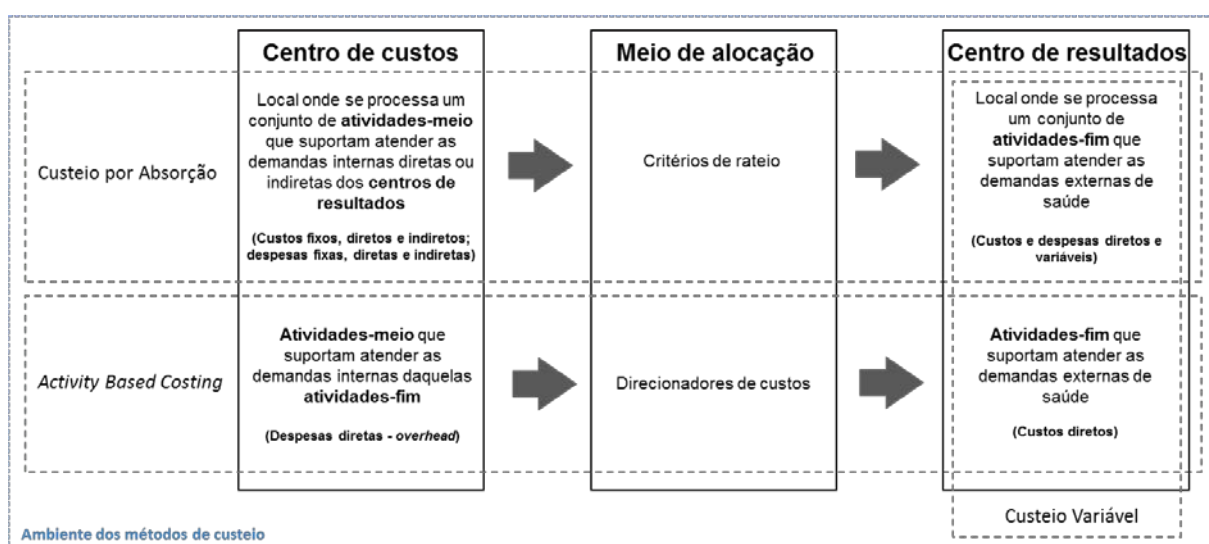 Centro de custos
Meio de alocação
Centro de resultados
Custeio por Absorção
Local onde se processa um
conjunto de atividades-meio
que suportam atender as
demandas internas diretas ou
indiretas dos centros de
resultados
(Custos fixos, diretos e indiretos;
despesas fixas, diretas e indiretas)
Critérios de rateio
Local onde se processa
um conjunto de
atividades-fim que
suportam atender as
demandas externas de
saúde
(Custos e despesas diretos e
variáveis)
Activity Based Costing
Atividades-meio que
suportam atender as
demandas internas daquelas
atividades-fim
(Despesas diretas - overhead)
Direcionadores de custos
Atividades-fim que
suportam atender as
demandas externas de
saúde
(Custos diretos)
Custeio Variável
Ambiente dos métodos de custeio